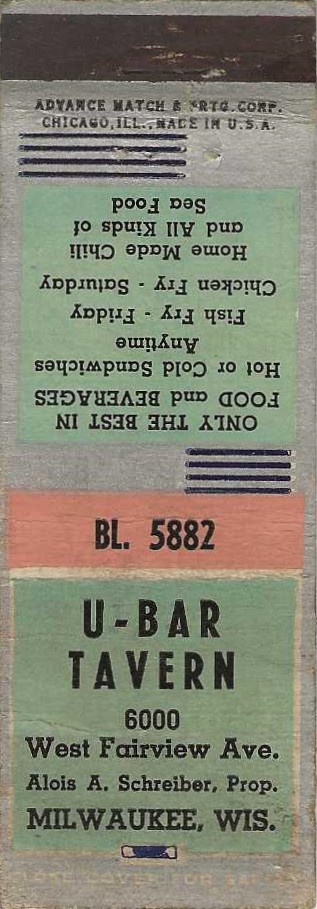 ADVANCE MATCH & PRTG. CORP.
CHICAGO, ILL., MADE IN U.S.A.
ONLY THE BEST IN
FOOD and BEVERAGES
Hot or Cold Sandwiches
Anytime
Fish Fry - Friday
Chicken Fry - Saturday
Home Made Chili
and All Kinds of
Sea Food
BL. 5882
U-BAR
TAVERN
6000
West Fairview Ave.
Alois A. Schreiber, Prop.
MILWAUKEE, WIS.
COVER